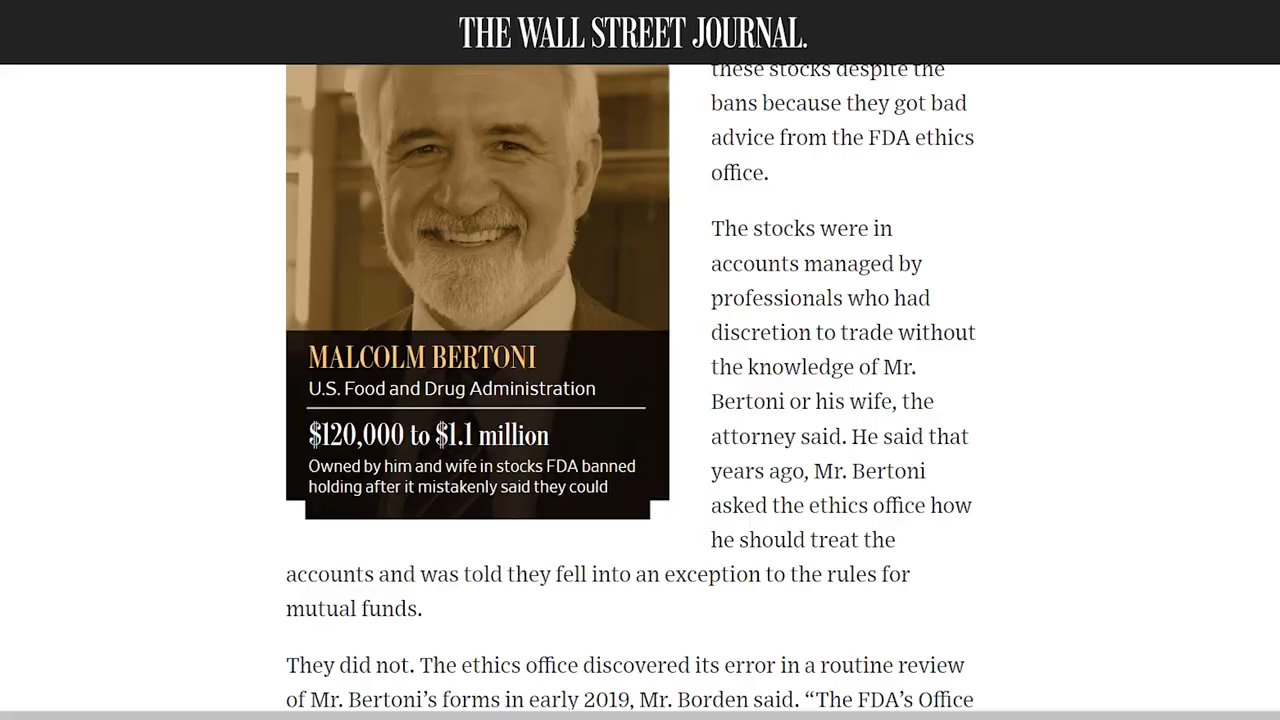 THE WALL STREET JOURNAL.
these stocks despite the
bans because they got bad
advice from the FDA ethics
office.
The stocks were in
accounts managed by
professionals who had
discretion to trade without
the knowledge of Mr.
Bertoni or his wife, the
attorney said. He said that
years ago, Mr. Bertoni
asked the ethics office how
he should treat the
accounts and was told they fell into an exception to the rules for
mutual funds.
MALCOLM BERTONI
U.S. Food and Drug Administration
$120,000 to $1.1 million
Owned by him and wife in stocks FDA banned
holding after it mistakenly said they could
They did not. The ethics office discovered its error in a routine review
of Mr. Bertoni’s forms in early 2019, Mr. Borden said. “The FDA’s Office